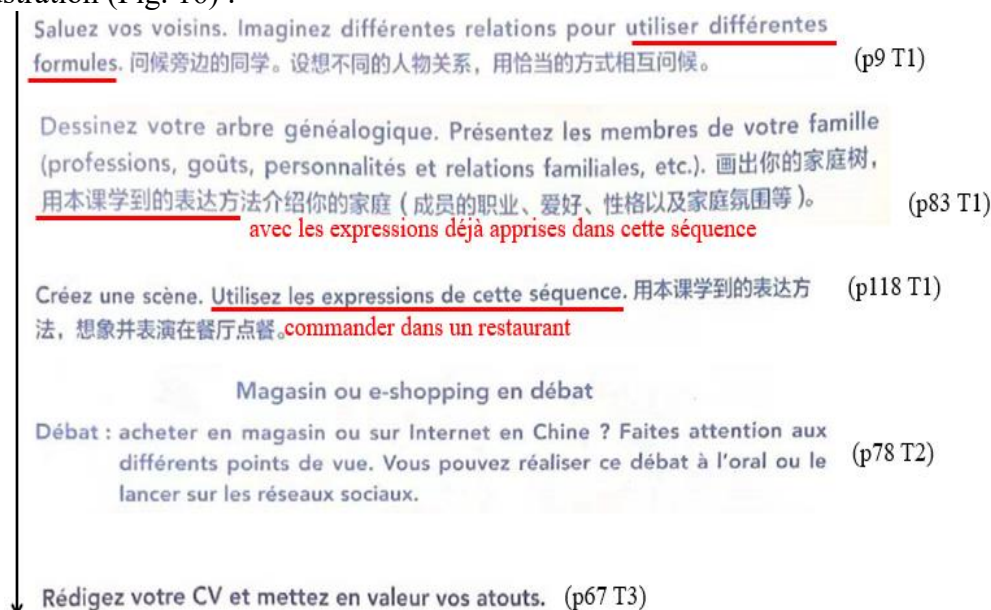 stration (Fig. 10) :
Saluez vos voisins. Imaginez différentes relations pour utiliser différentes
formules. 问候旁边的同学。设想不同的人物关系，用恰当的方式相互问候。 (p9 T1)
Dessinez votre arbre généalogique. Présentez les membres de votre famille
(professions, goûts, personnalités et relations familiales, etc.). 画出你的家庭树，
用本课学到的表达方法介绍你的家庭（成员的职业、爱好、性格以及家庭氛围等）。 (p83 T1)
avec les expressions déjà apprises dans cette séquence
Créez une scène. Utilisez les expressions de cette séquence. 用本课学到的表达方 (p118 T1)
法，想象并表演在餐厅点餐。commander dans un restaurant
Magasin ou e-shopping en débat
Débat : acheter en magasin ou sur Internet en Chine ? Faites attention aux
différents points de vue. Vous pouvez réaliser ce débat à l'oral ou le (p78 T2)
lancer sur les réseaux sociaux.
Rédigez votre CV et mettez en valeur vos atouts. (p67 T3)